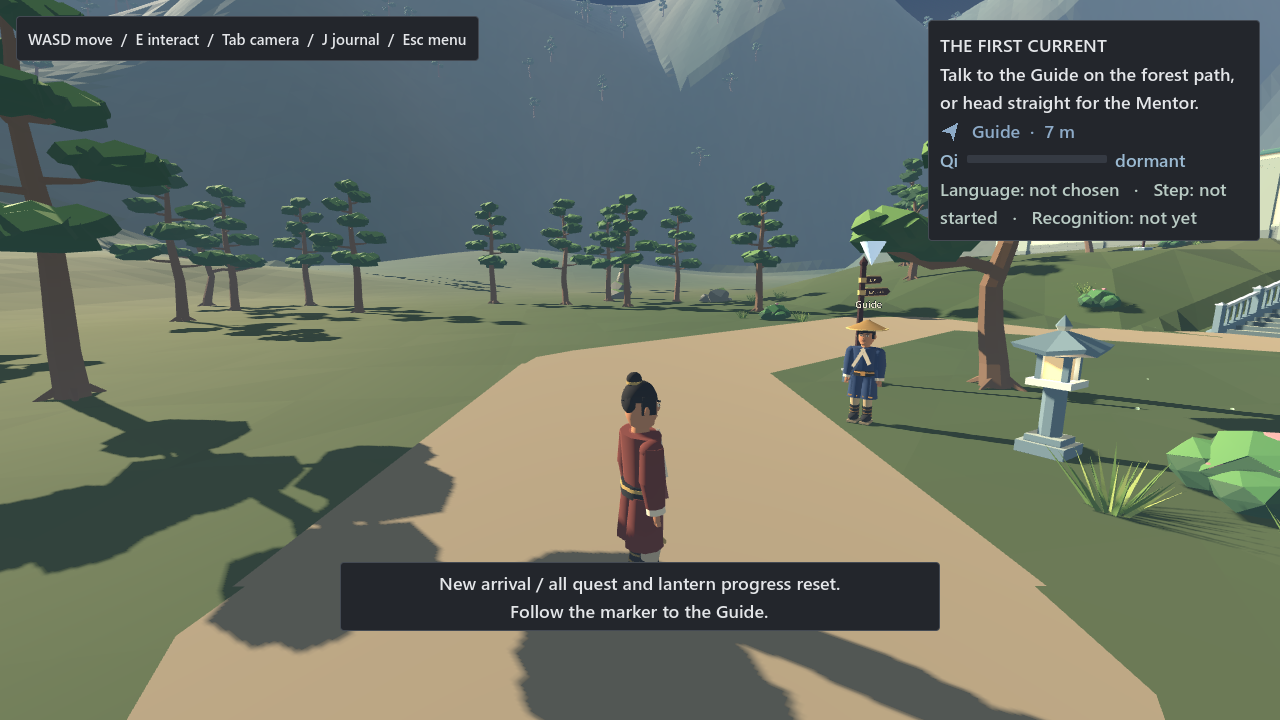 WASD move / E interact / Tab camera / J journal / Esc menu
THE FIRST CURRENT
Talk to the Guide on the forest path,
or head straight for the Mentor.
Guide · 7 m
Qi dormant
Language: not chosen · Step: not
started · Recognition: not yet
Guide
New arrival / all quest and lantern progress reset.
Follow the marker to the Guide.